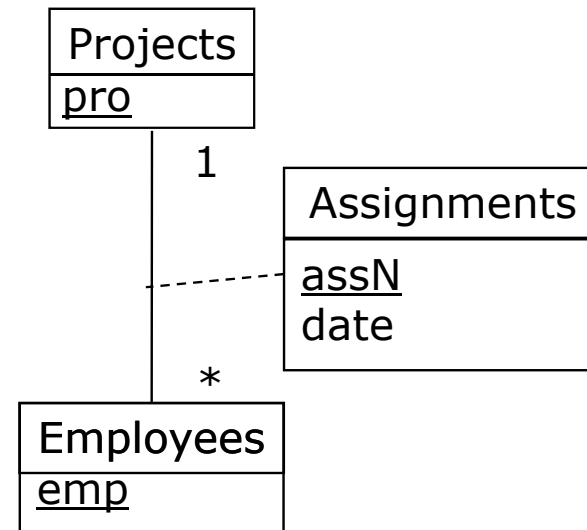 Projects
pro
1
Assignments
assN
date
*
Employees
emp